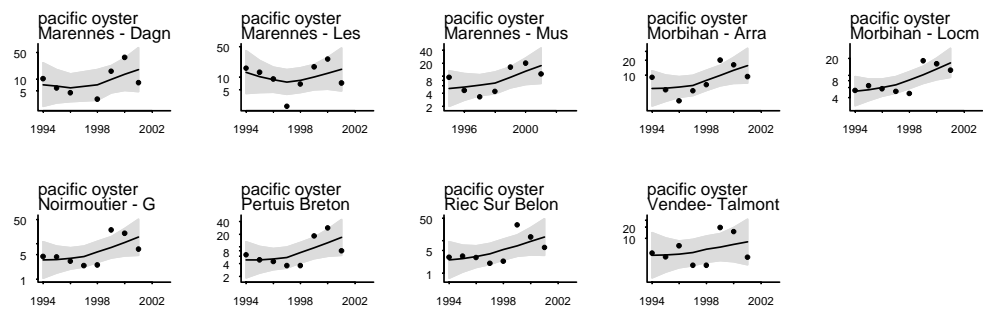 pacific oyster
Marennes - Dagn
50
10
5
1994 1998 2002
pacific oyster
Marennes - Les
50
10
5
1994 1998 2002
pacific oyster
Marennes - Mus
40
20
8
4
2
1996 2000
pacific oyster
Morbihan - Arra
20
10
1994 1998 2002
pacific oyster
Morbihan - Locm
20
8
4
1994 1998 2002
pacific oyster
Noirmoutier - G
50
5
1
1994 1998 2002
pacific oyster
Pertuis Breton
40
20
8
4
2
1994 1998 2002
pacific oyster
Riec Sur Belon
50
5
1
1994 1998 2002
pacific oyster
Vendee- Talmont
20
10
1994 1998 2002